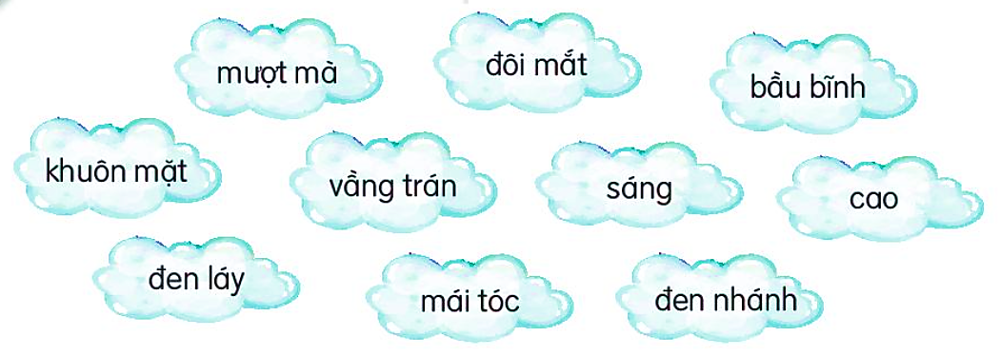 mượt mà
đôi mắt
bầu bĩnh
khuôn mặt
vầng trán
sáng
cao
đen láy
mái tóc
đen nhánh